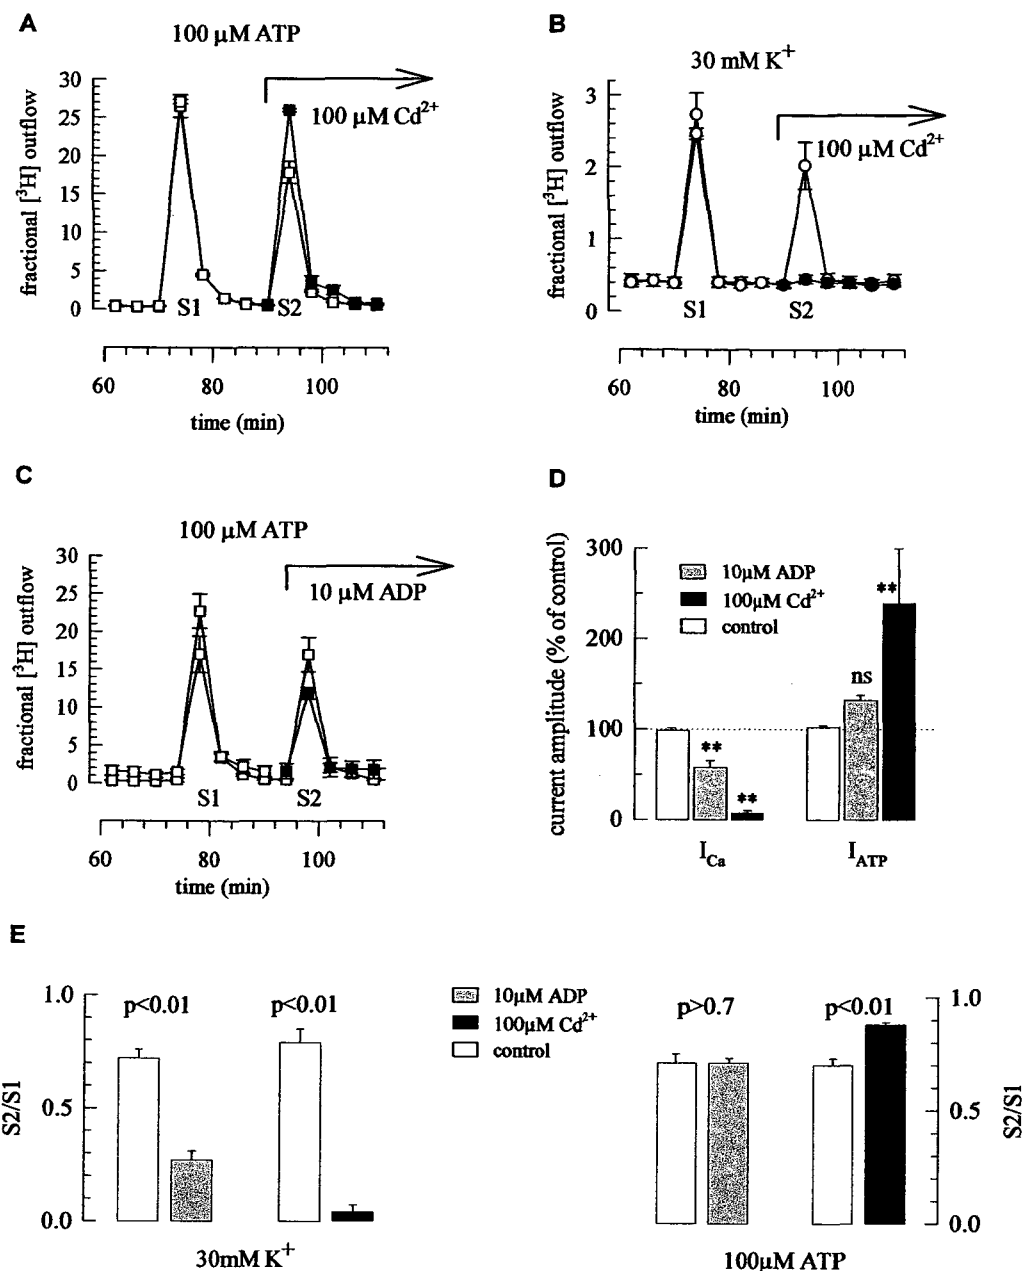 A
100 µM ATP
fractional [³H] outflow
30
25
20
15
10
5
0
100 µM Cd²⁺
S1
S2
60
80
100
time (min)
B
30 mM K⁺
fractional [³H] outflow
3
2
1
0
100 µM Cd²⁺
S1
S2
60
80
100
time (min)
C
100 µM ATP
fractional [³H] outflow
30
25
20
15
10
5
0
10 µM ADP
S1
S2
60
80
100
time (min)
D
current amplitude (% of control)
300
200
100
0
10µM ADP
100µM Cd²⁺
control
**
**
ns
**
I_Ca
I_ATP
E
S2/S1
1.0
0.5
0.0
p<0.01
p<0.01
30mM K⁺
10µM ADP
100µM Cd²⁺
control
p>0.7
p<0.01
100µM ATP
1.0
0.5
0.0
S2/S1